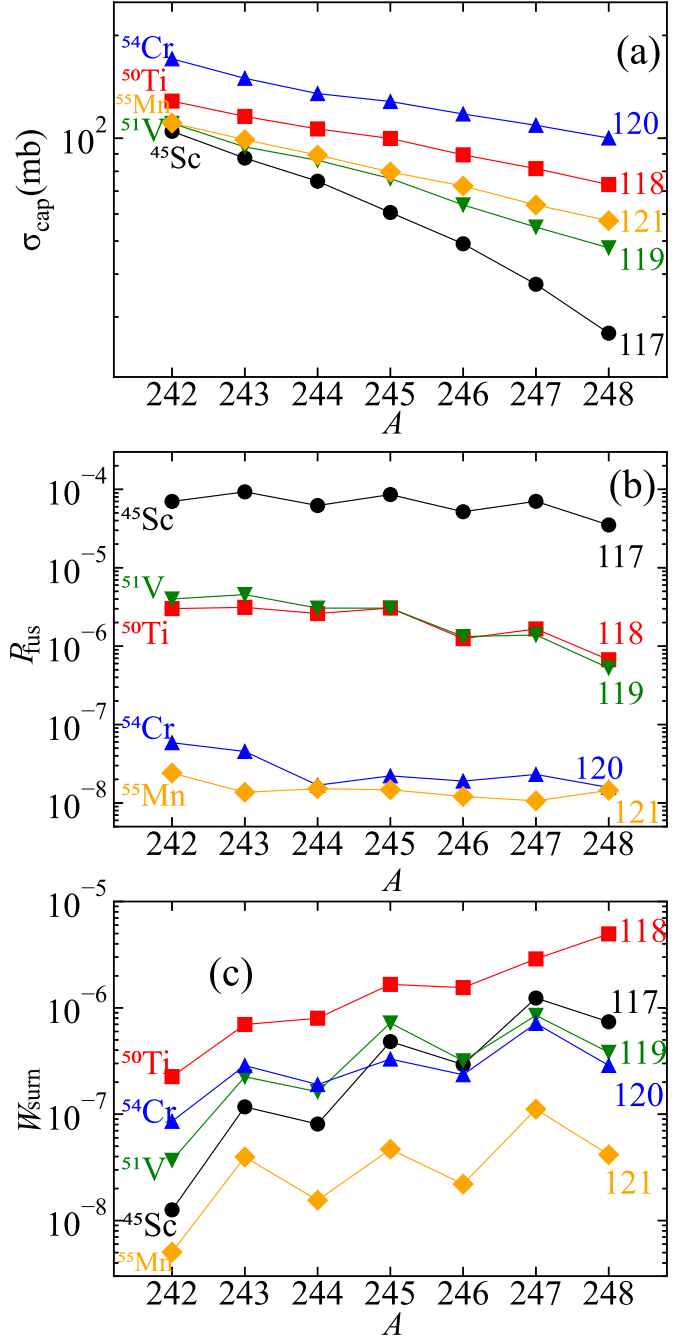 (a)
⁵⁴Cr
⁵⁰Ti
⁵⁵Mn
⁵¹V
⁴⁵Sc
10²
σcap(mb)
120
118
121
119
117
242 243 244 245 246 247 248
A
(b)
10⁻⁴
10⁻⁵
10⁻⁶
10⁻⁷
10⁻⁸
Pfus
⁴⁵Sc
⁵¹V
⁵⁰Ti
⁵⁴Cr
⁵⁵Mn
117
118
119
120
121
242 243 244 245 246 247 248
A
(c)
10⁻⁵
10⁻⁶
10⁻⁷
10⁻⁸
Wsurn
⁵⁰Ti
⁵⁴Cr
⁵¹V
⁴⁵Sc
⁵⁵Mn
118
117
119
120
121
242 243 244 245 246 247 248
A